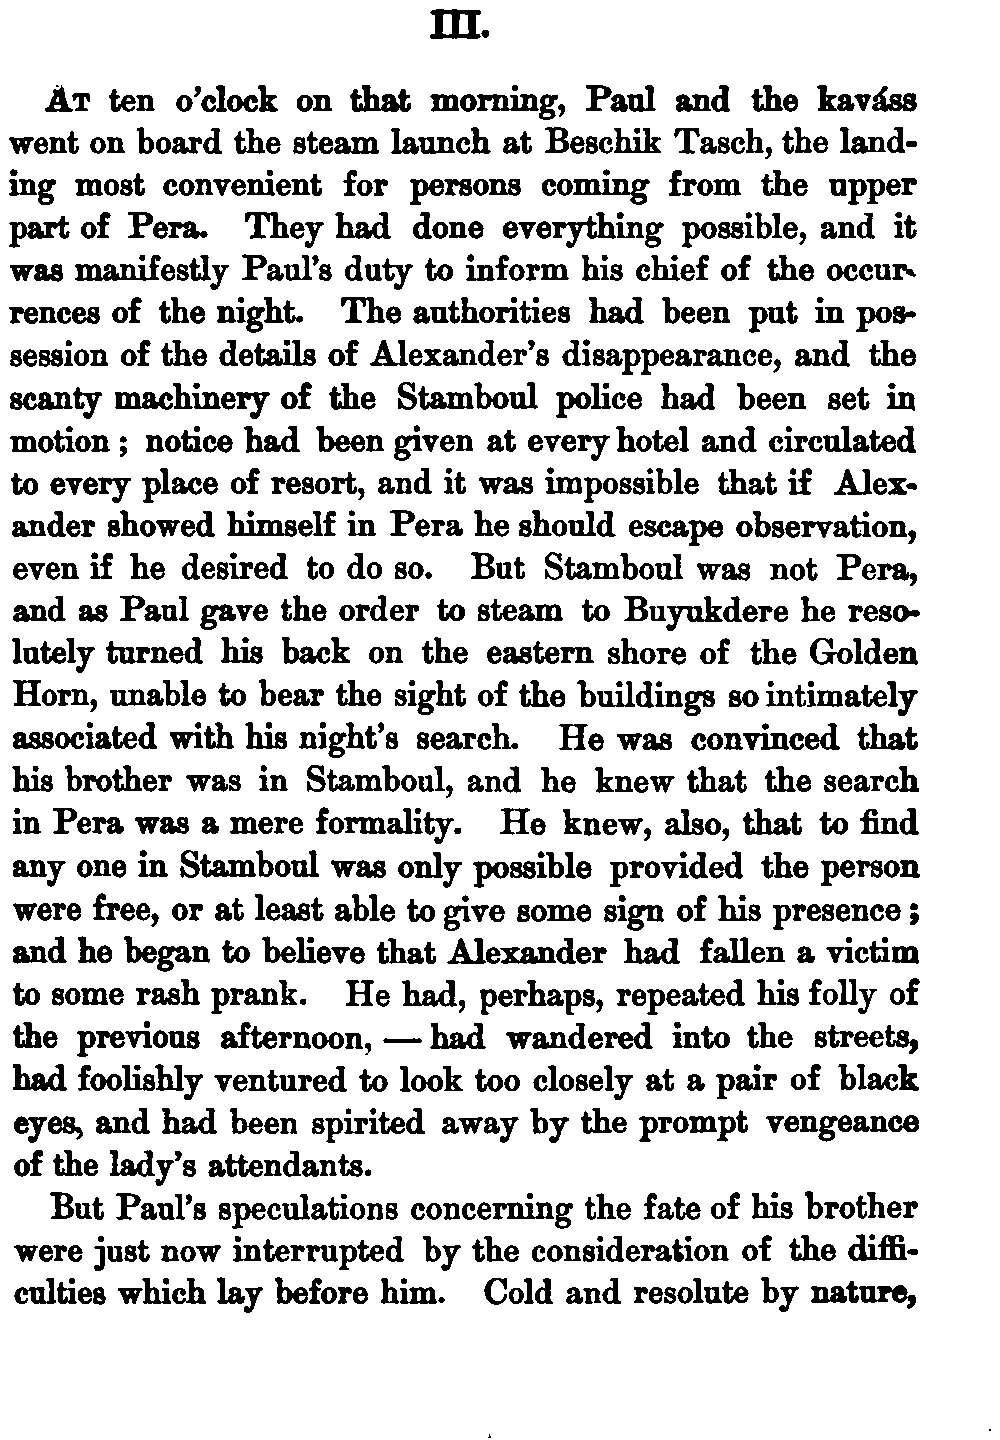 III.
At ten o'clock on that morning, Paul and the kaváss
went on board the steam launch at Beschik Tasch, the land-
ing most convenient for persons coming from the upper
part of Pera. They had done everything possible, and it
was manifestly Paul's duty to inform his chief of the occur-
rences of the night. The authorities had been put in pos-
session of the details of Alexander's disappearance, and the
scanty machinery of the Stamboul police had been set in
motion; notice had been given at every hotel and circulated
to every place of resort, and it was impossible that if Alex-
ander showed himself in Pera he should escape observation,
even if he desired to do so. But Stamboul was not Pera,
and as Paul gave the order to steam to Buyukdere he reso-
lutely turned his back on the eastern shore of the Golden
Horn, unable to bear the sight of the buildings so intimately
associated with his night's search. He was convinced that
his brother was in Stamboul, and he knew that the search
in Pera was a mere formality. He knew, also, that to find
any one in Stamboul was only possible provided the person
were free, or at least able to give some sign of his presence;
and he began to believe that Alexander had fallen a victim
to some rash prank. He had, perhaps, repeated his folly of
the previous afternoon, — had wandered into the streets,
had foolishly ventured to look too closely at a pair of black
eyes, and had been spirited away by the prompt vengeance
of the lady's attendants.
But Paul's speculations concerning the fate of his brother
were just now interrupted by the consideration of the diffi-
culties which lay before him. Cold and resolute by nature,